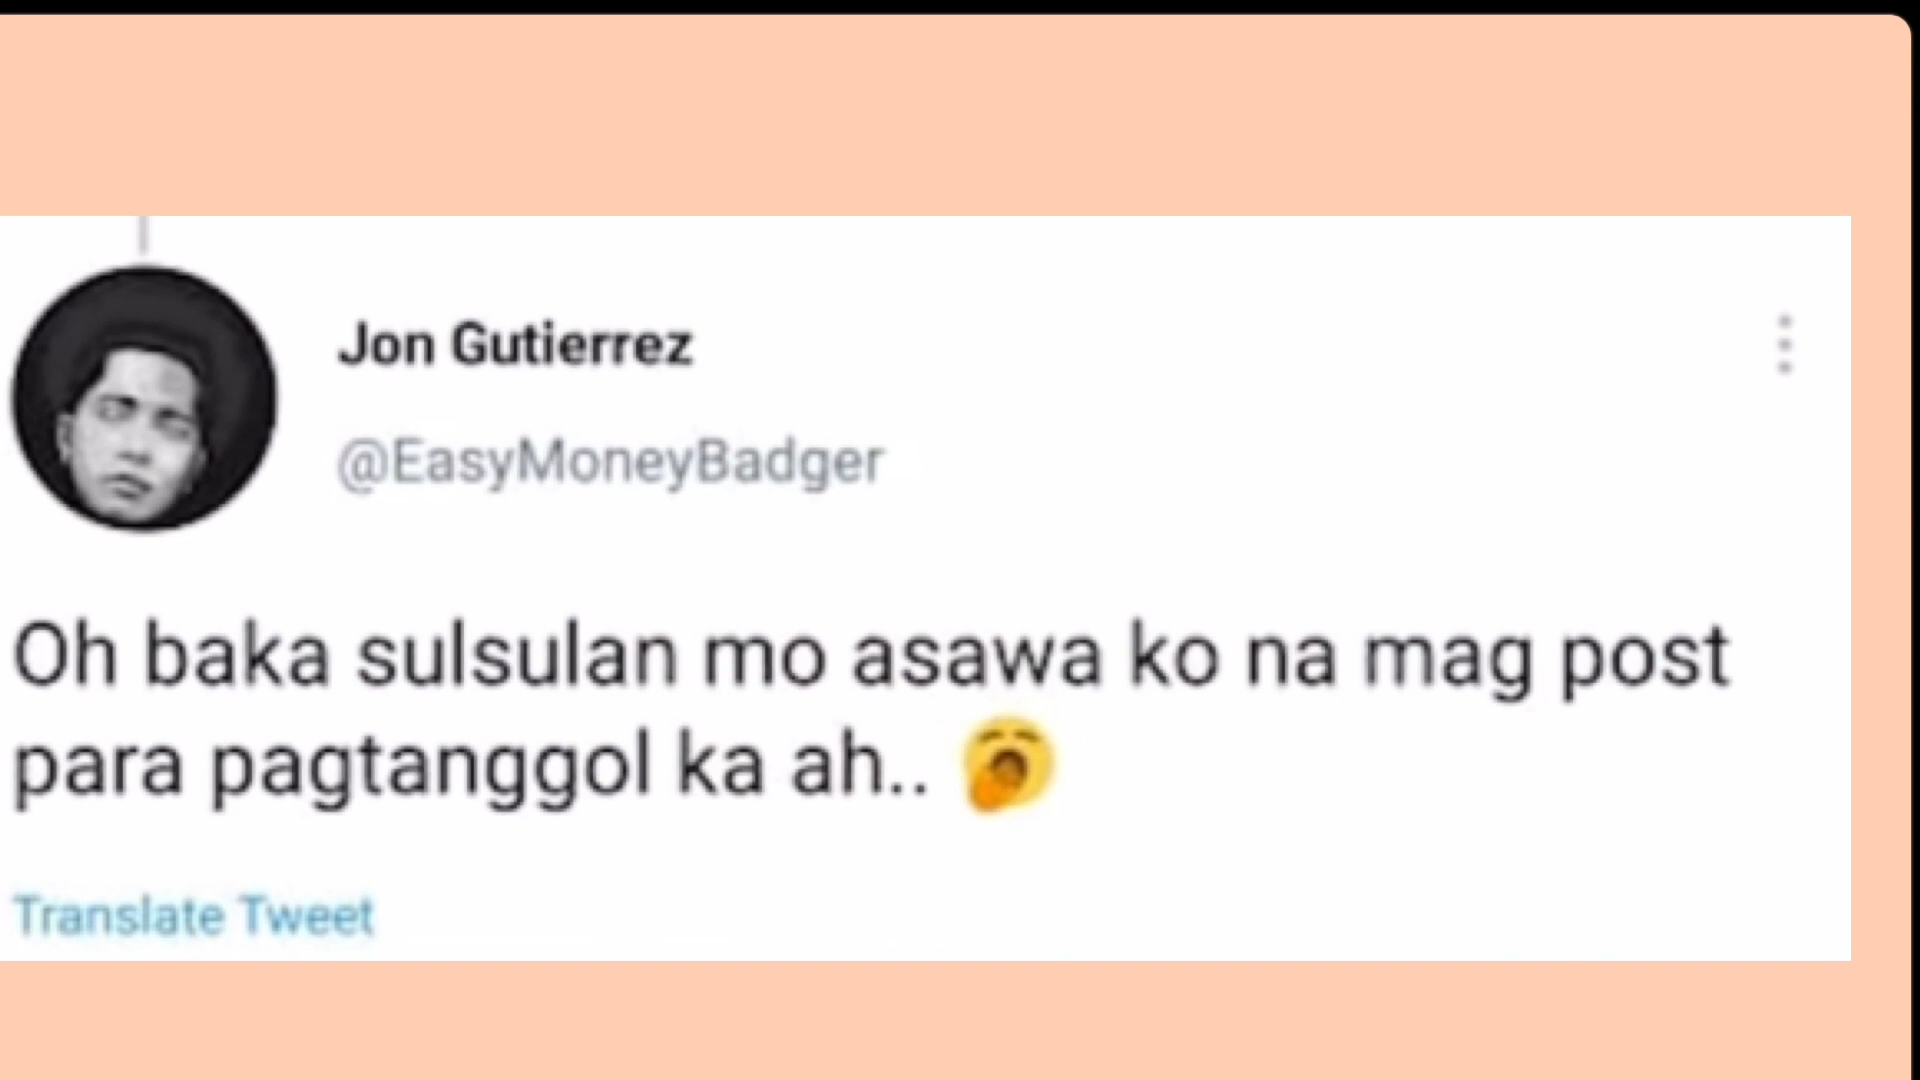 Jon Gutierrez
@EasyMoneyBadger
Oh baka sulsulan mo asawa ko na mag post
para pagtanggol ka ah.. 🥱
Translate Tweet